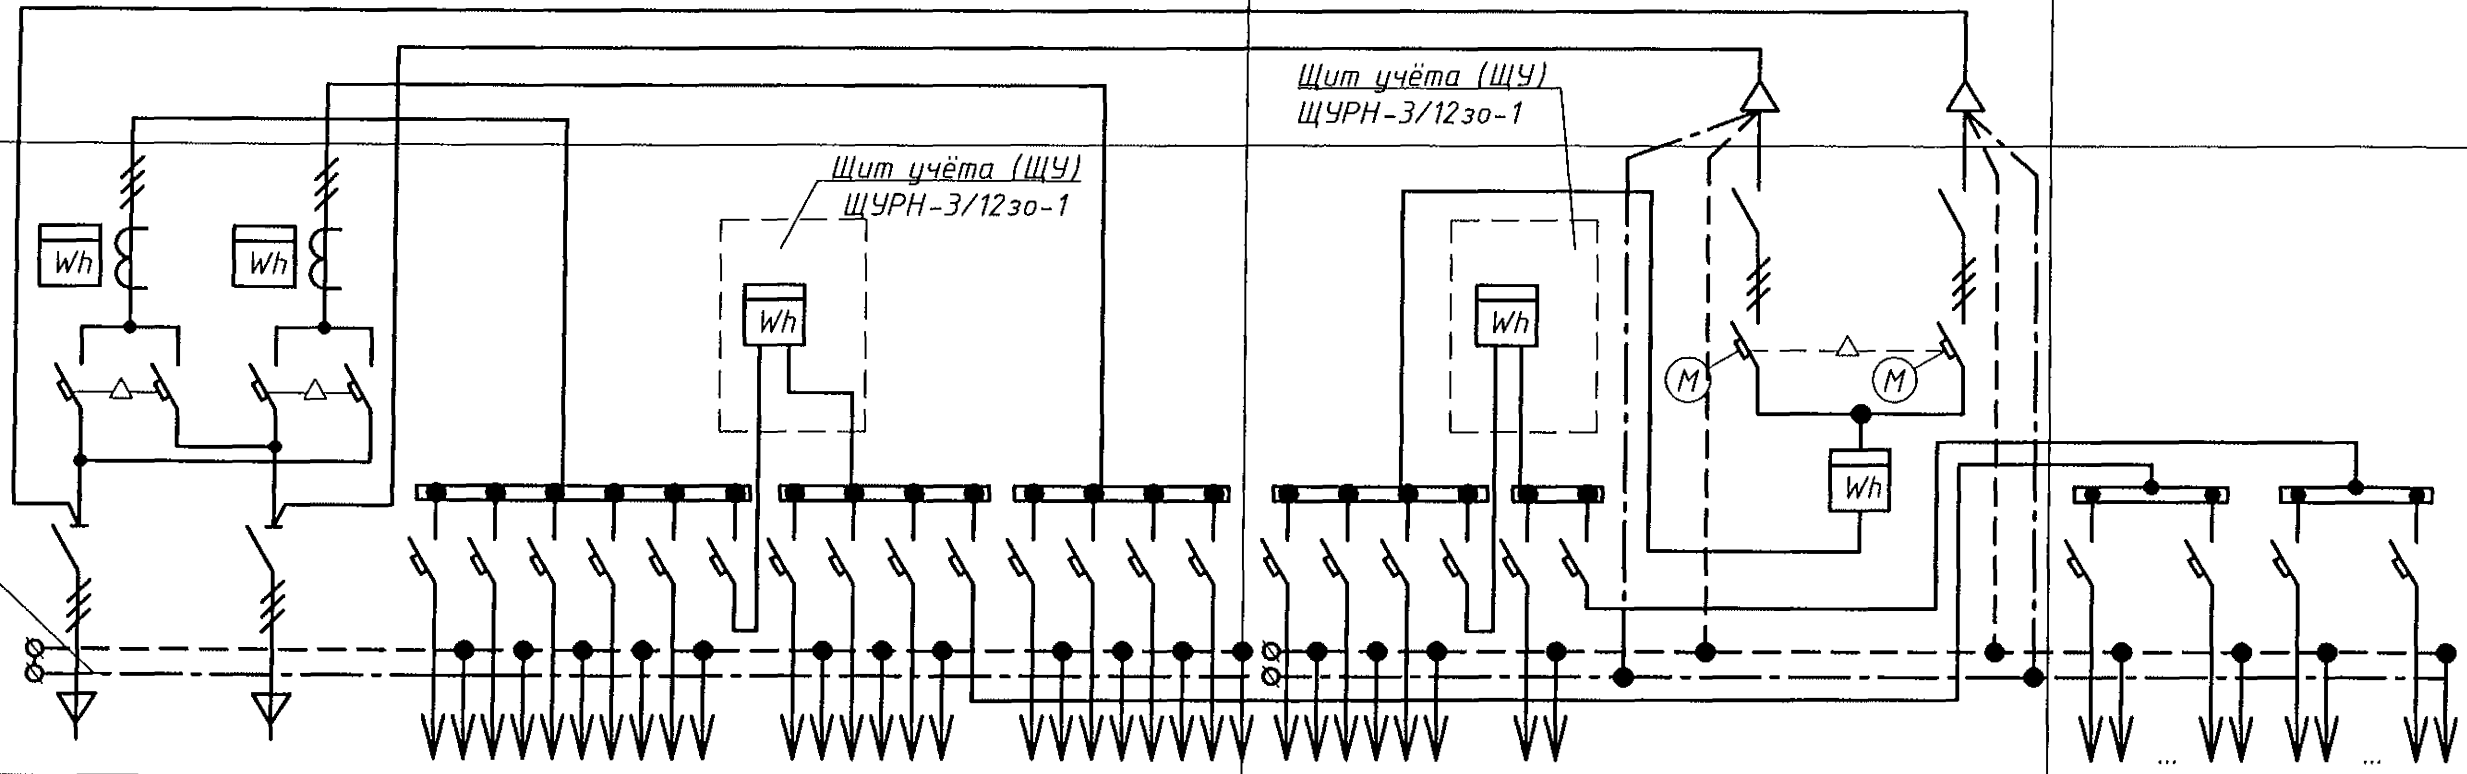 Щит учёта (ЩУ)
ЩУРН-3/12зо-1
Щит учёта (ЩУ)
ЩУРН-3/12зо-1
Wh
Wh
Wh
Wh
M
M
Wh
...
...